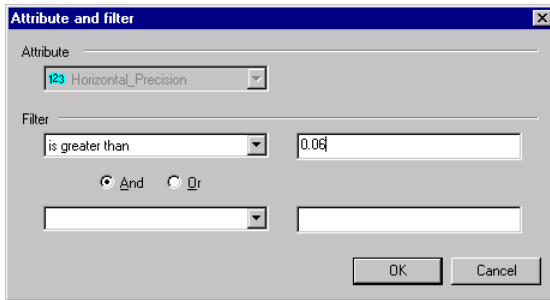 Attribute and filter
Attribute
123 Horizontal_Precision
Filter
is greater than 0.06
And Or
OK Cancel